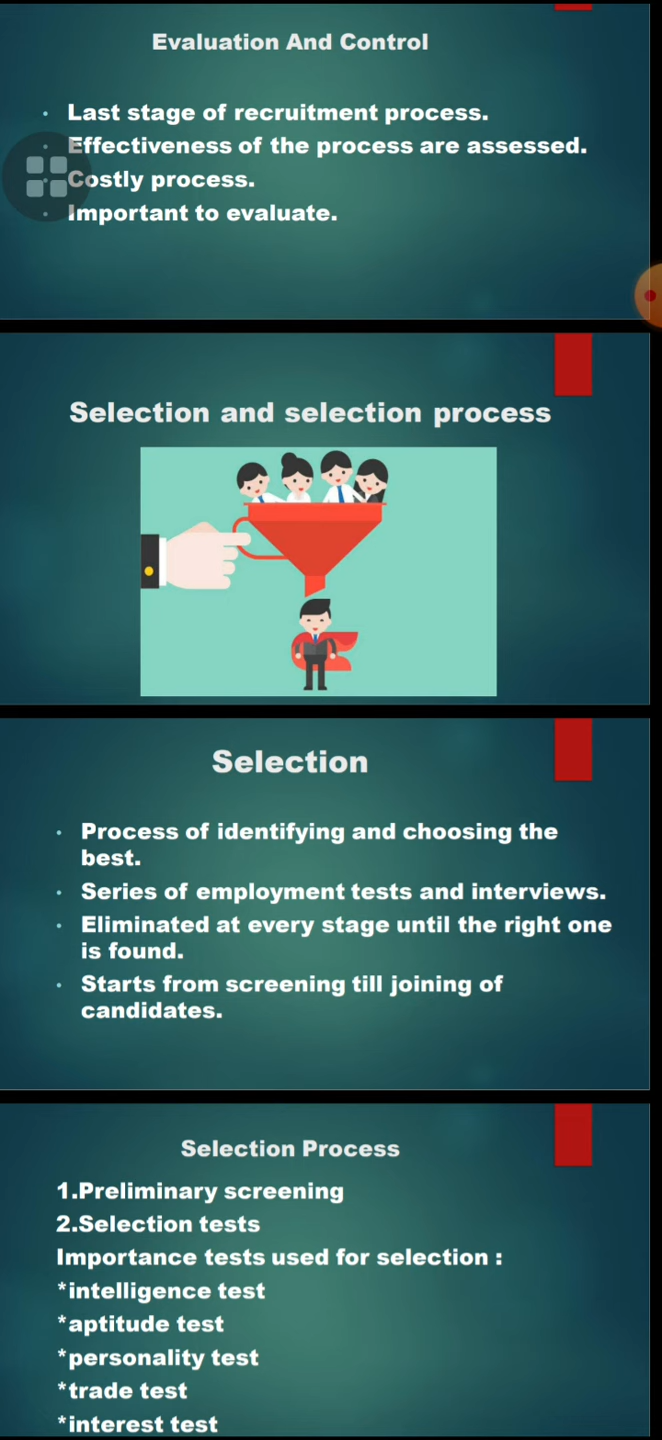 Evaluation And Control
• Last stage of recruitment process.
• Effectiveness of the process are assessed.
• Costly process.
• Important to evaluate.
Selection and selection process
Selection
• Process of identifying and choosing the
best.
• Series of employment tests and interviews.
• Eliminated at every stage until the right one
is found.
• Starts from screening till joining of
candidates.
Selection Process
1.Preliminary screening
2.Selection tests
Importance tests used for selection :
*intelligence test
*aptitude test
*personality test
*trade test
*interest test